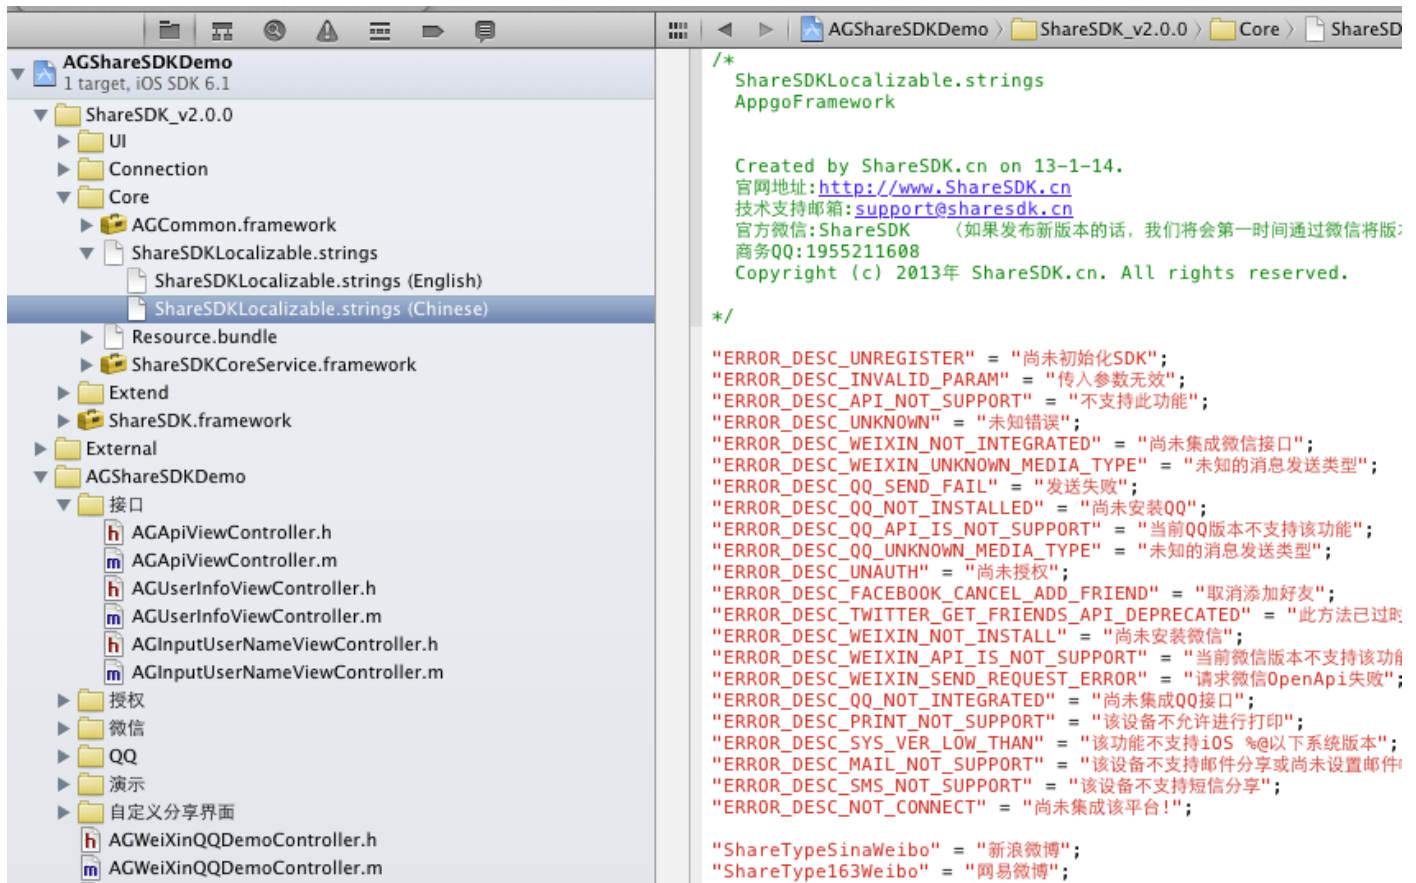 AGShareSDKDemo
1 target, iOS SDK 6.1
ShareSDK_v2.0.0
UI
Connection
Core
AGCommon.framework
ShareSDKLocalizable.strings
ShareSDKLocalizable.strings (English)
ShareSDKLocalizable.strings (Chinese)
Resource.bundle
ShareSDKCoreService.framework
Extend
ShareSDK.framework
External
AGShareSDKDemo
接口
h AGApiViewController.h
m AGApiViewController.m
h AGUserInfoViewController.h
m AGUserInfoViewController.m
h AGInputUserNameViewController.h
m AGInputUserNameViewController.m
授权
微信
QQ
演示
自定义分享界面
h AGWeiXinQQDemoController.h
m AGWeiXinQQDemoController.m
AGShareSDKDemo ShareSDK_v2.0.0 Core ShareSD
/*
ShareSDKLocalizable.strings
AppgoFramework
Created by ShareSDK.cn on 13-1-14.
官网地址:http://www.ShareSDK.cn
技术支持邮箱:support@sharesdk.cn
官方微信:ShareSDK （如果发布新版本的话，我们将会第一时间通过微信将版本
商务QQ:1955211608
Copyright (c) 2013年 ShareSDK.cn. All rights reserved.
*/
"ERROR_DESC_UNREGISTER" = "尚未初始化SDK";
"ERROR_DESC_INVALID_PARAM" = "传入参数无效";
"ERROR_DESC_API_NOT_SUPPORT" = "不支持此功能";
"ERROR_DESC_UNKNOWN" = "未知错误";
"ERROR_DESC_WEIXIN_NOT_INTEGRATED" = "尚未集成微信接口";
"ERROR_DESC_WEIXIN_UNKNOWN_MEDIA_TYPE" = "未知的消息发送类型";
"ERROR_DESC_QQ_SEND_FAIL" = "发送失败";
"ERROR_DESC_QQ_NOT_INSTALLED" = "尚未安装QQ";
"ERROR_DESC_QQ_API_IS_NOT_SUPPORT" = "当前QQ版本不支持该功能";
"ERROR_DESC_QQ_UNKNOWN_MEDIA_TYPE" = "未知的消息发送类型";
"ERROR_DESC_UNAUTH" = "尚未授权";
"ERROR_DESC_FACEBOOK_CANCEL_ADD_FRIEND" = "取消添加好友";
"ERROR_DESC_TWITTER_GET_FRIENDS_API_DEPRECATED" = "此方法已过时
"ERROR_DESC_WEIXIN_NOT_INSTALL" = "尚未安装微信";
"ERROR_DESC_WEIXIN_API_IS_NOT_SUPPORT" = "当前微信版本不支持该功能
"ERROR_DESC_WEIXIN_SEND_REQUEST_ERROR" = "请求微信OpenApi失败";
"ERROR_DESC_QQ_NOT_INTEGRATED" = "尚未集成QQ接口";
"ERROR_DESC_PRINT_NOT_SUPPORT" = "该设备不允许进行打印";
"ERROR_DESC_SYS_VER_LOW_THAN" = "该功能不支持iOS %@以下系统版本";
"ERROR_DESC_MAIL_NOT_SUPPORT" = "该设备不支持邮件分享或尚未设置邮件帐
"ERROR_DESC_SMS_NOT_SUPPORT" = "该设备不支持短信分享";
"ERROR_DESC_NOT_CONNECT" = "尚未集成该平台!";
"ShareTypeSinaWeibo" = "新浪微博";
"ShareType163Weibo" = "网易微博";